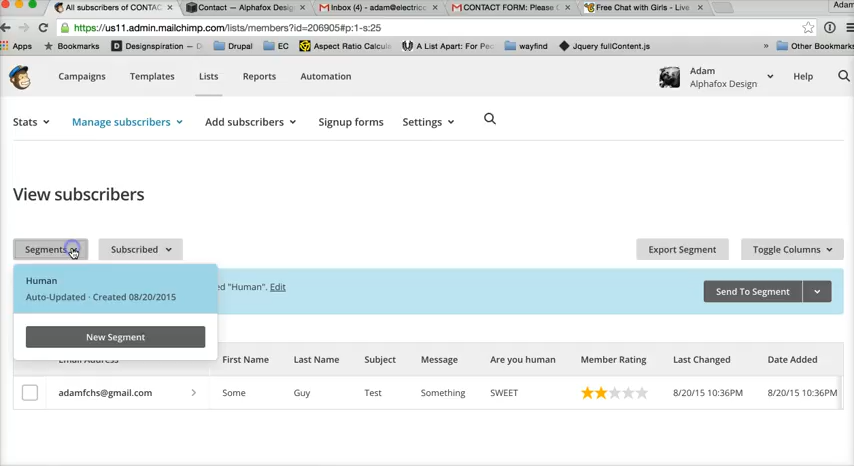 All subscribers of CONTAC
Contact — Alphafox Desig
Inbox (4) - adam@electric
CONTACT FORM: Please
Free Chat with Girls - Live
Adam
https://us11.admin.mailchimp.com/lists/members?id=206905#p:1-s:25
Apps
Bookmarks
Designspiration —
Drupal
EC
Aspect Ratio Calcula
A List Apart: For Peo
wayfind
Jquery fullContent.js
»
Other Bookmarks
Campaigns
Templates
Lists
Reports
Automation
Adam
Alphafox Design
Help
Stats
Manage subscribers
Add subscribers
Signup forms
Settings
View subscribers
Segments
Subscribed
Export Segment
Toggle Columns
Human
Auto-Updated · Created 08/20/2015
ed "Human". Edit
Send To Segment
New Segment
Email Address
First Name
Last Name
Subject
Message
Are you human
Member Rating
Last Changed
Date Added
adamfchs@gmail.com
Some
Guy
Test
Something
SWEET
8/20/15 10:36PM
8/20/15 10:36PM